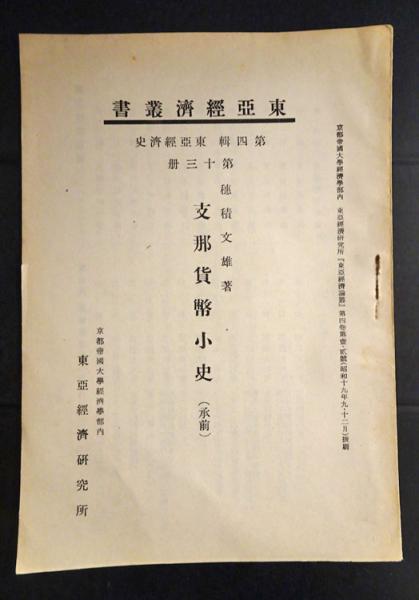 京都帝國大學經濟學部內 東亞經濟研究所『東亞經濟論叢』第四卷第壹・貳號(昭和十九年九・十二月)拔刷
書叢濟經亞東
史濟經亞東 輯四第
册三十第
穗積文雄著
支那貨幣小史(承前)
京都帝國大學經濟學部內
東亞經濟研究所